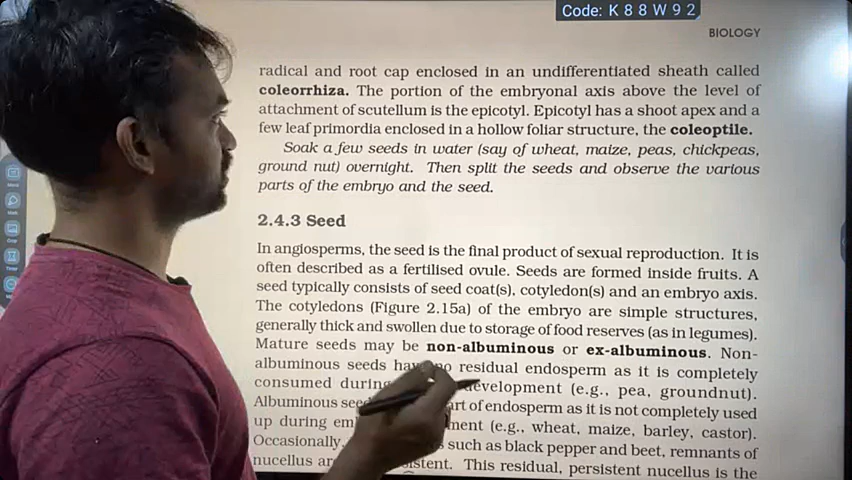 Code: K 8 8 W 9 2
BIOLOGY
radical and root cap enclosed in an undifferentiated sheath called
coleorrhiza. The portion of the embryonal axis above the level of
attachment of scutellum is the epicotyl. Epicotyl has a shoot apex and a
few leaf primordia enclosed in a hollow foliar structure, the coleoptile.
Soak a few seeds in water (say of wheat, maize, peas, chickpeas,
ground nut) overnight. Then split the seeds and observe the various
parts of the embryo and the seed.
2.4.3 Seed
In angiosperms, the seed is the final product of sexual reproduction. It is
often described as a fertilised ovule. Seeds are formed inside fruits. A
seed typically consists of seed coat(s), cotyledon(s) and an embryo axis.
The cotyledons (Figure 2.15a) of the embryo are simple structures,
generally thick and swollen due to storage of food reserves (as in legumes).
Mature seeds may be non-albuminous or ex-albuminous. Non-
albuminous seeds have no residual endosperm as it is completely
consumed during development (e.g., pea, groundnut).
Albuminous part of endosperm as it is not completely used
up during (e.g., wheat, maize, barley, castor).
Occasionally, such as black pepper and beet, remnants of
nucellus This residual, persistent nucellus is the